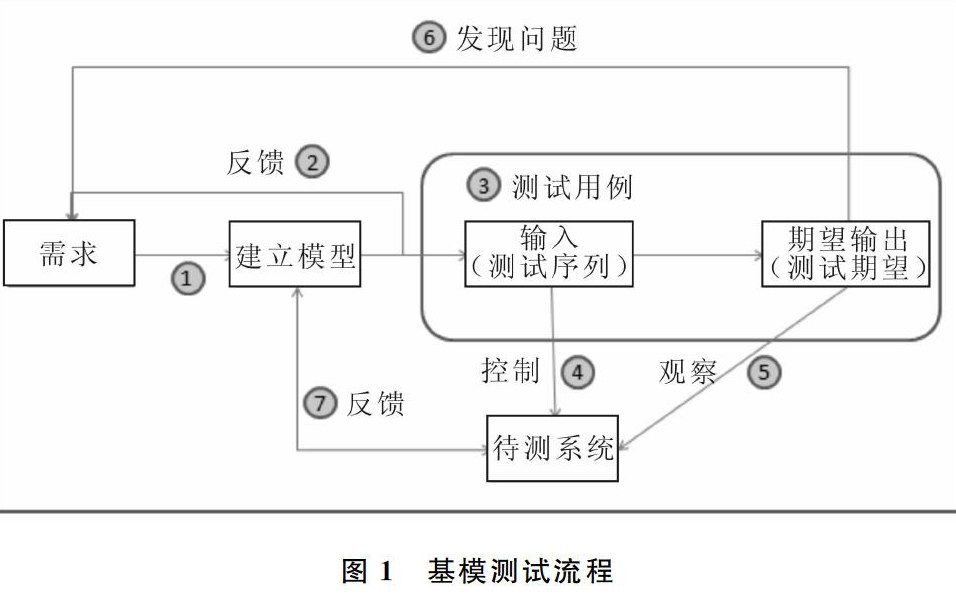 ⑥ 发现问题
反馈 ②
③ 测试用例
需求
建立模型
输入
(测试序列)
期望输出
(测试期望)
①
控制 ④
观察 ⑤
⑦ 反馈
待测系统
图 1 基模测试流程